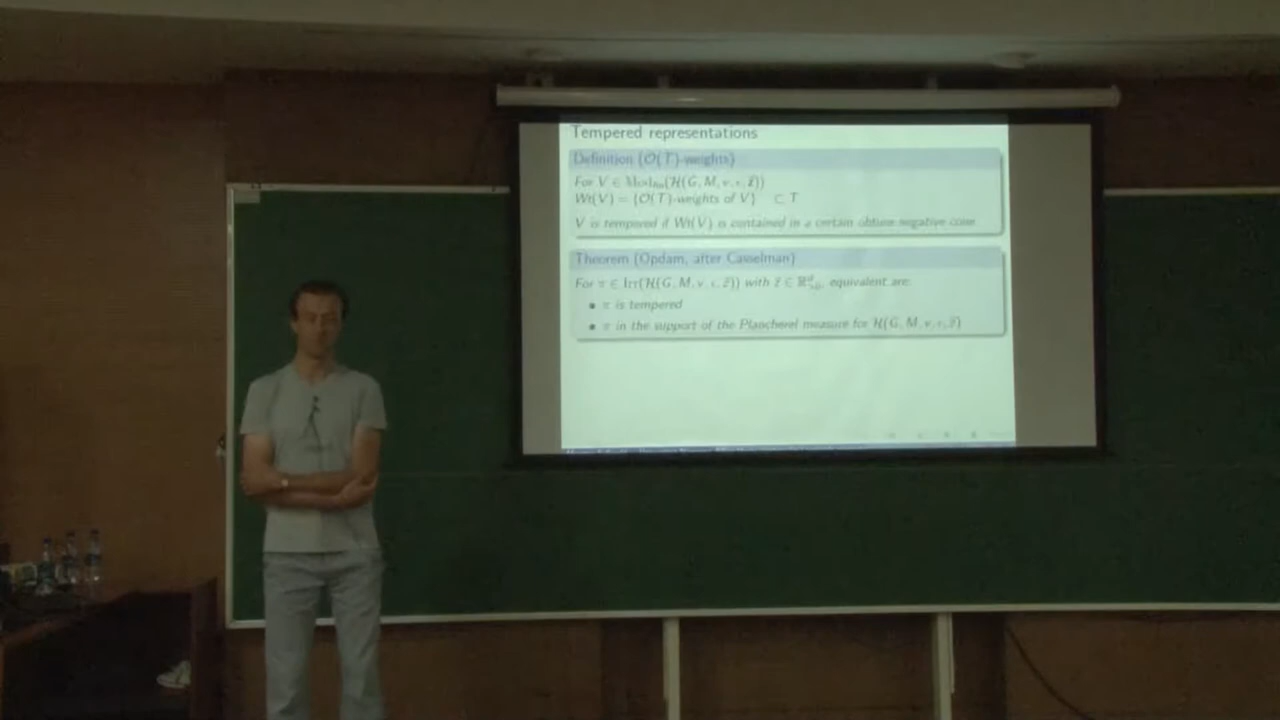 Tempered representations
Definition (O(T)-weights)
For V ∈ Mod (H(G, M, v, ε, z⃗))
Wt(V) = {O(T)-weights of V} ⊂ T
V is tempered if Wt(V) is contained in a certain obtuse negative cone
Theorem (Opdam, after Casselman)
For π ∈ Irr(H(G, M, v, ε, z⃗)) with z⃗ ∈ ℝ^d_{>0}, equivalent are:
▪ π is tempered
▪ π in the support of the Plancherel measure for H(G, M, v, ε, z⃗)